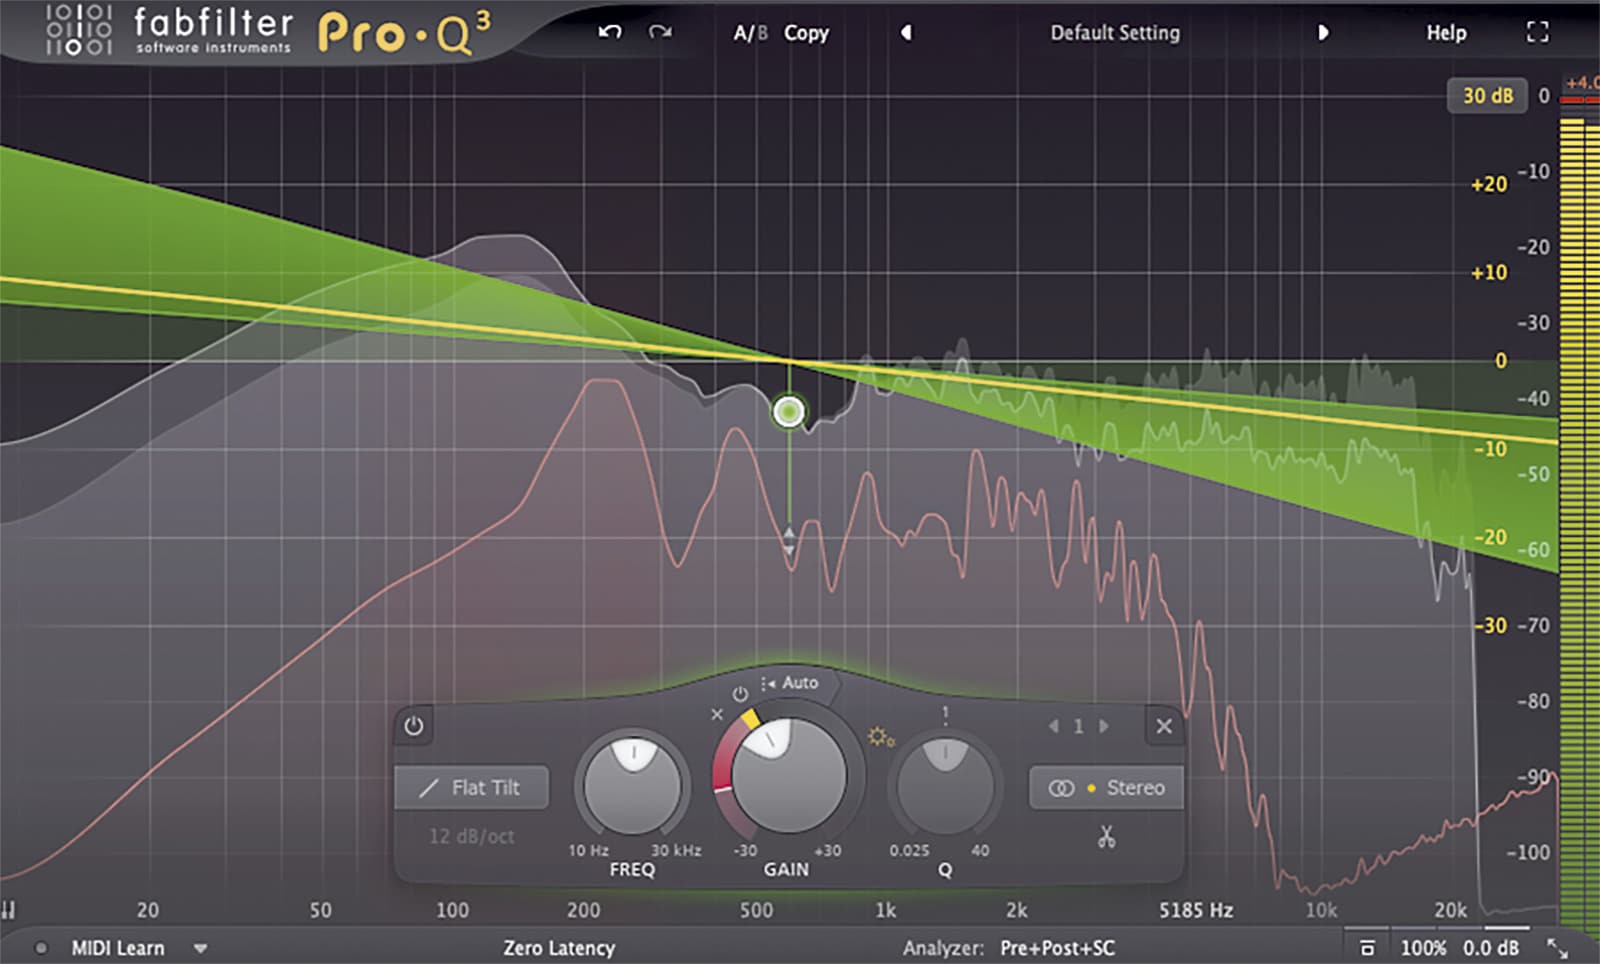 fabfilter
software instruments
Pro·Q³
A/B Copy
Default Setting
Help
30 dB
0
+4.0
-10
+20
-20
+10
-30
0
-40
-10
-50
-20
-60
-30
-70
-80
-90
-100
Auto
1
1
Flat Tilt
Stereo
12 dB/oct
10 Hz
30 kHz
-30
+30
0.025
40
FREQ
GAIN
Q
20
50
100
200
500
1k
2k
5185 Hz
10k
20k
MIDI Learn
Zero Latency
Analyzer: Pre+Post+SC
100%
0.0 dB